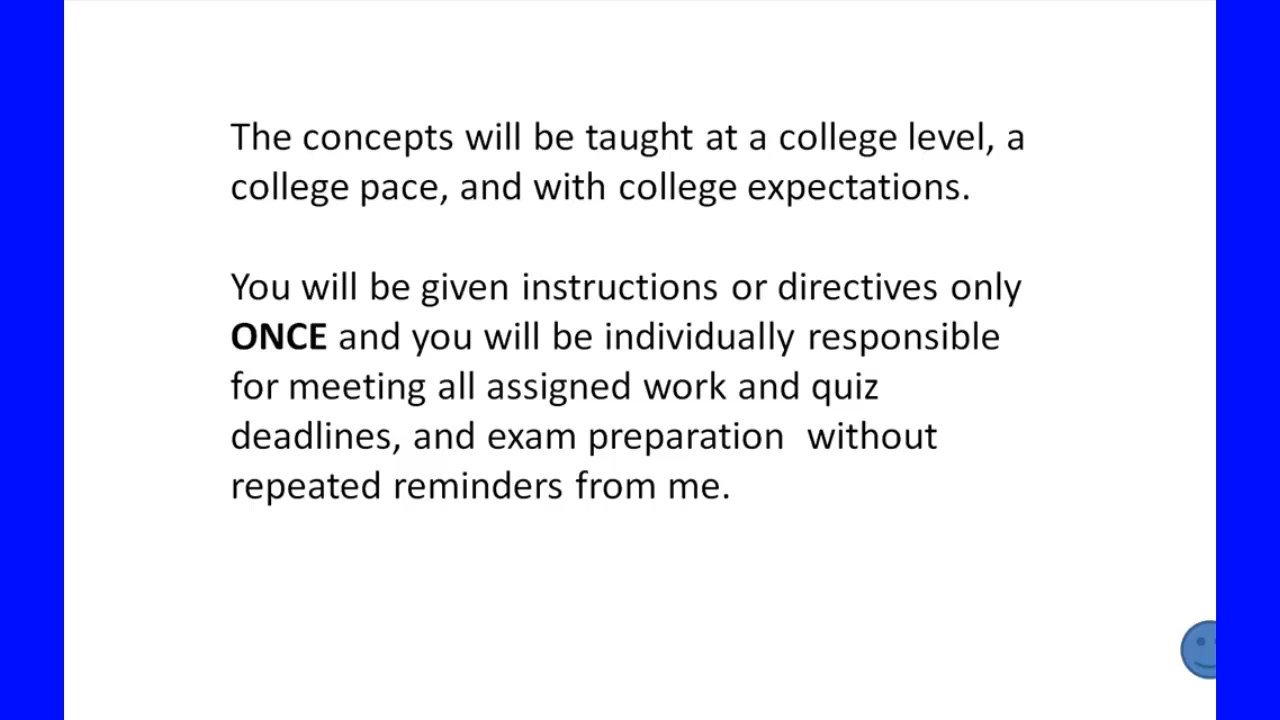 The concepts will be taught at a college level, a
college pace, and with college expectations.
You will be given instructions or directives only
ONCE and you will be individually responsible
for meeting all assigned work and quiz
deadlines, and exam preparation  without
repeated reminders from me.